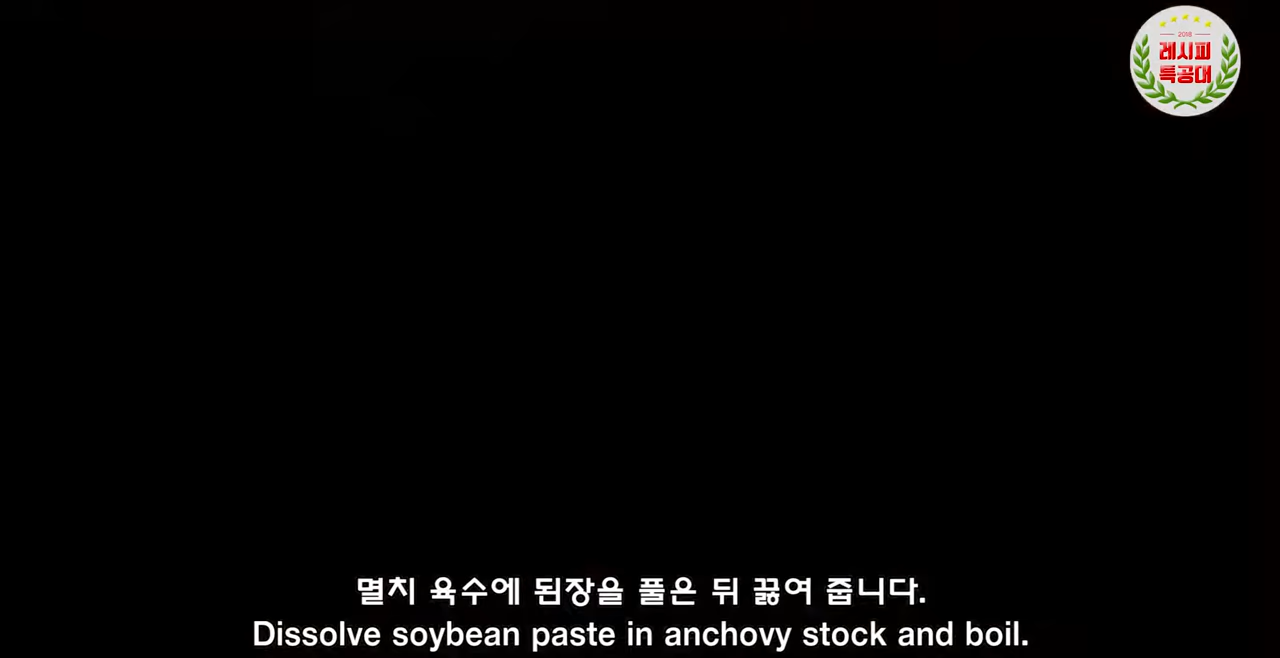 2018
레시피
특공대
멸치 육수에 된장을 풀은 뒤 끓여 줍니다.
Dissolve soybean paste in anchovy stock and boil.